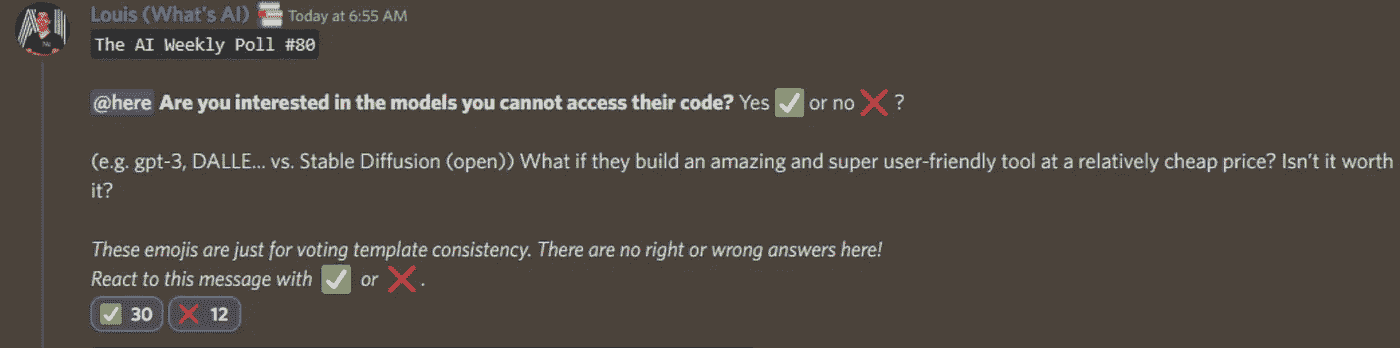 Louis (What's AI) Today at 6:55 AM
The AI Weekly Poll #80
@here Are you interested in the models you cannot access their code? Yes ✅ or no ❌ ?
(e.g. gpt-3, DALLE... vs. Stable Diffusion (open)) What if they build an amazing and super user-friendly tool at a relatively cheap price? Isn't it worth
it?
These emojis are just for voting template consistency. There are no right or wrong answers here!
React to this message with ✅ or ❌ .
✅ 30 ❌ 12